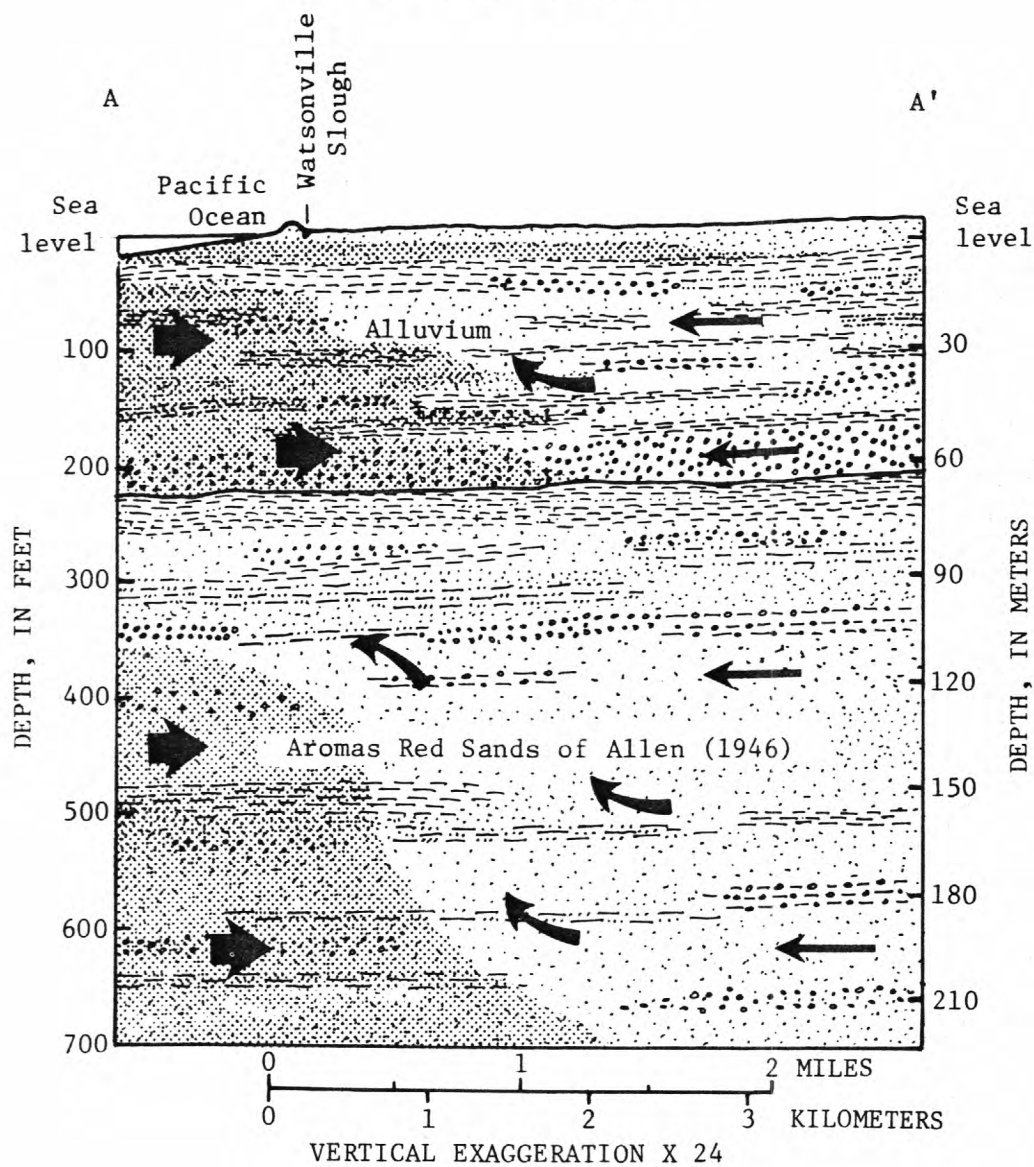 A
Watsonville
Slough
A'
Pacific
Ocean
Sea
level
Sea
level
Alluvium
100
200
300
400
500
600
700
DEPTH, IN FEET
30
60
90
120
150
180
210
DEPTH, IN METERS
Aromas Red Sands of Allen (1946)
0 1 2 MILES
0 1 2 3 KILOMETERS
VERTICAL EXAGGERATION X 24